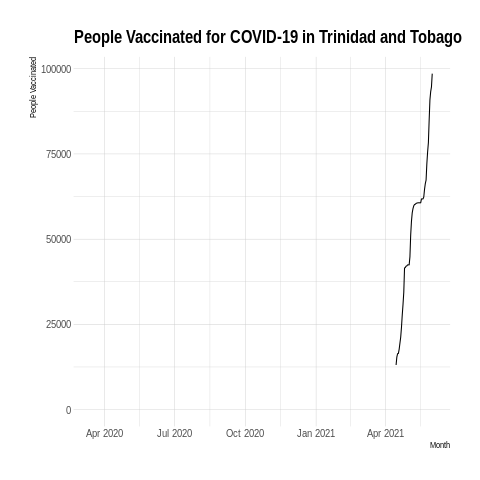 People Vaccinated for COVID-19 in Trinidad and Tobago
People Vaccinated
100000
75000
50000
25000
0
Apr 2020 Jul 2020 Oct 2020 Jan 2021 Apr 2021
Month